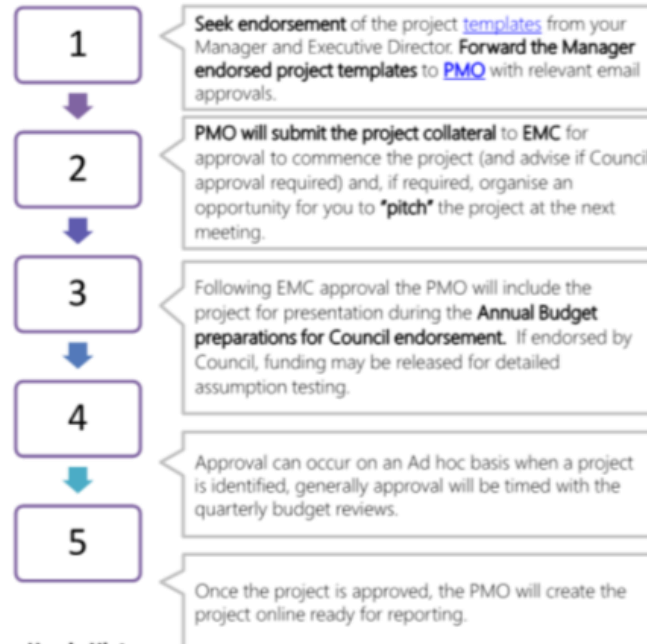 1
Seek endorsement of the project templates from your
Manager and Executive Director. Forward the Manager
endorsed project templates to PMO with relevant email
approvals.
2
PMO will submit the project collateral to EMC for
approval to commence the project (and advise if Council
approval required) and, if required, organise an
opportunity for you to "pitch" the project at the next
meeting.
3
Following EMC approval the PMO will include the
project for presentation during the Annual Budget
preparations for Council endorsement. If endorsed by
Council, funding may be released for detailed
assumption testing.
4
Approval can occur on an Ad hoc basis when a project
is identified, generally approval will be timed with the
quarterly budget reviews.
5
Once the project is approved, the PMO will create the
project online ready for reporting.